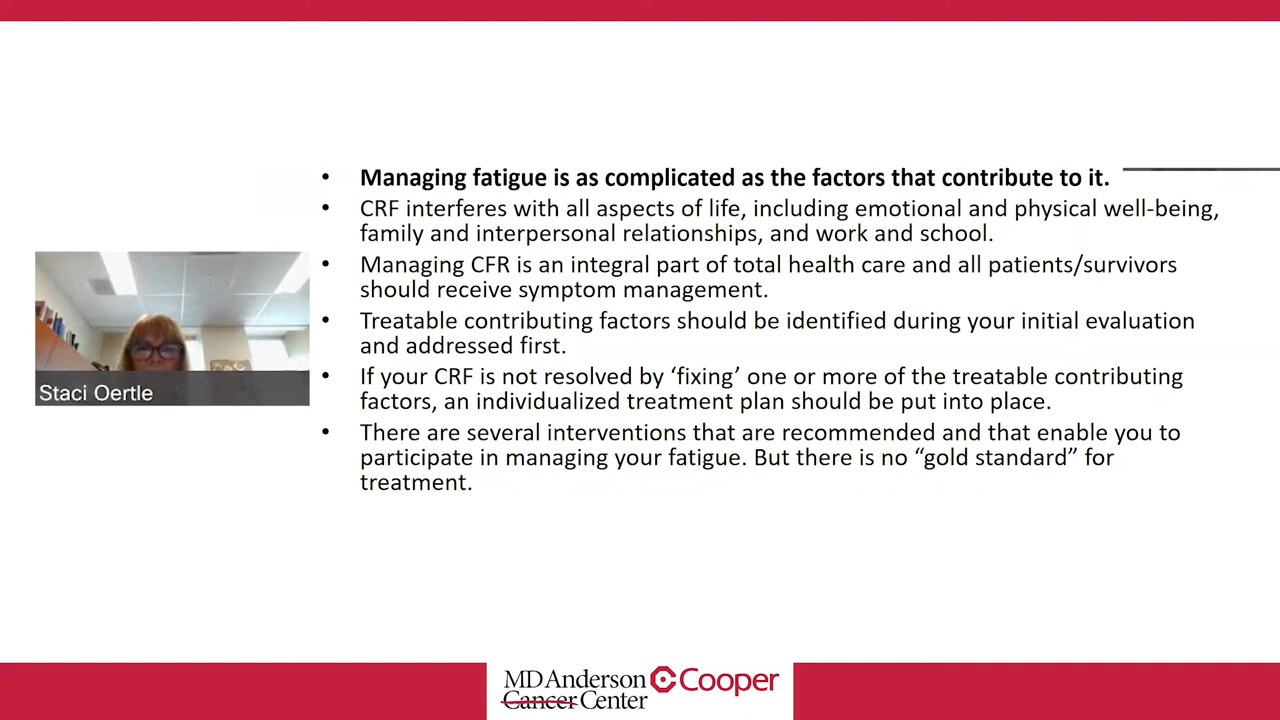 • Managing fatigue is as complicated as the factors that contribute to it.
• CRF interferes with all aspects of life, including emotional and physical well-being,
family and interpersonal relationships, and work and school.
• Managing CFR is an integral part of total health care and all patients/survivors
should receive symptom management.
• Treatable contributing factors should be identified during your initial evaluation
and addressed first.
• If your CRF is not resolved by ‘fixing’ one or more of the treatable contributing
factors, an individualized treatment plan should be put into place.
• There are several interventions that are recommended and that enable you to
participate in managing your fatigue. But there is no “gold standard” for
treatment.
Staci Oertle
MD Anderson
Cancer Center
Cooper